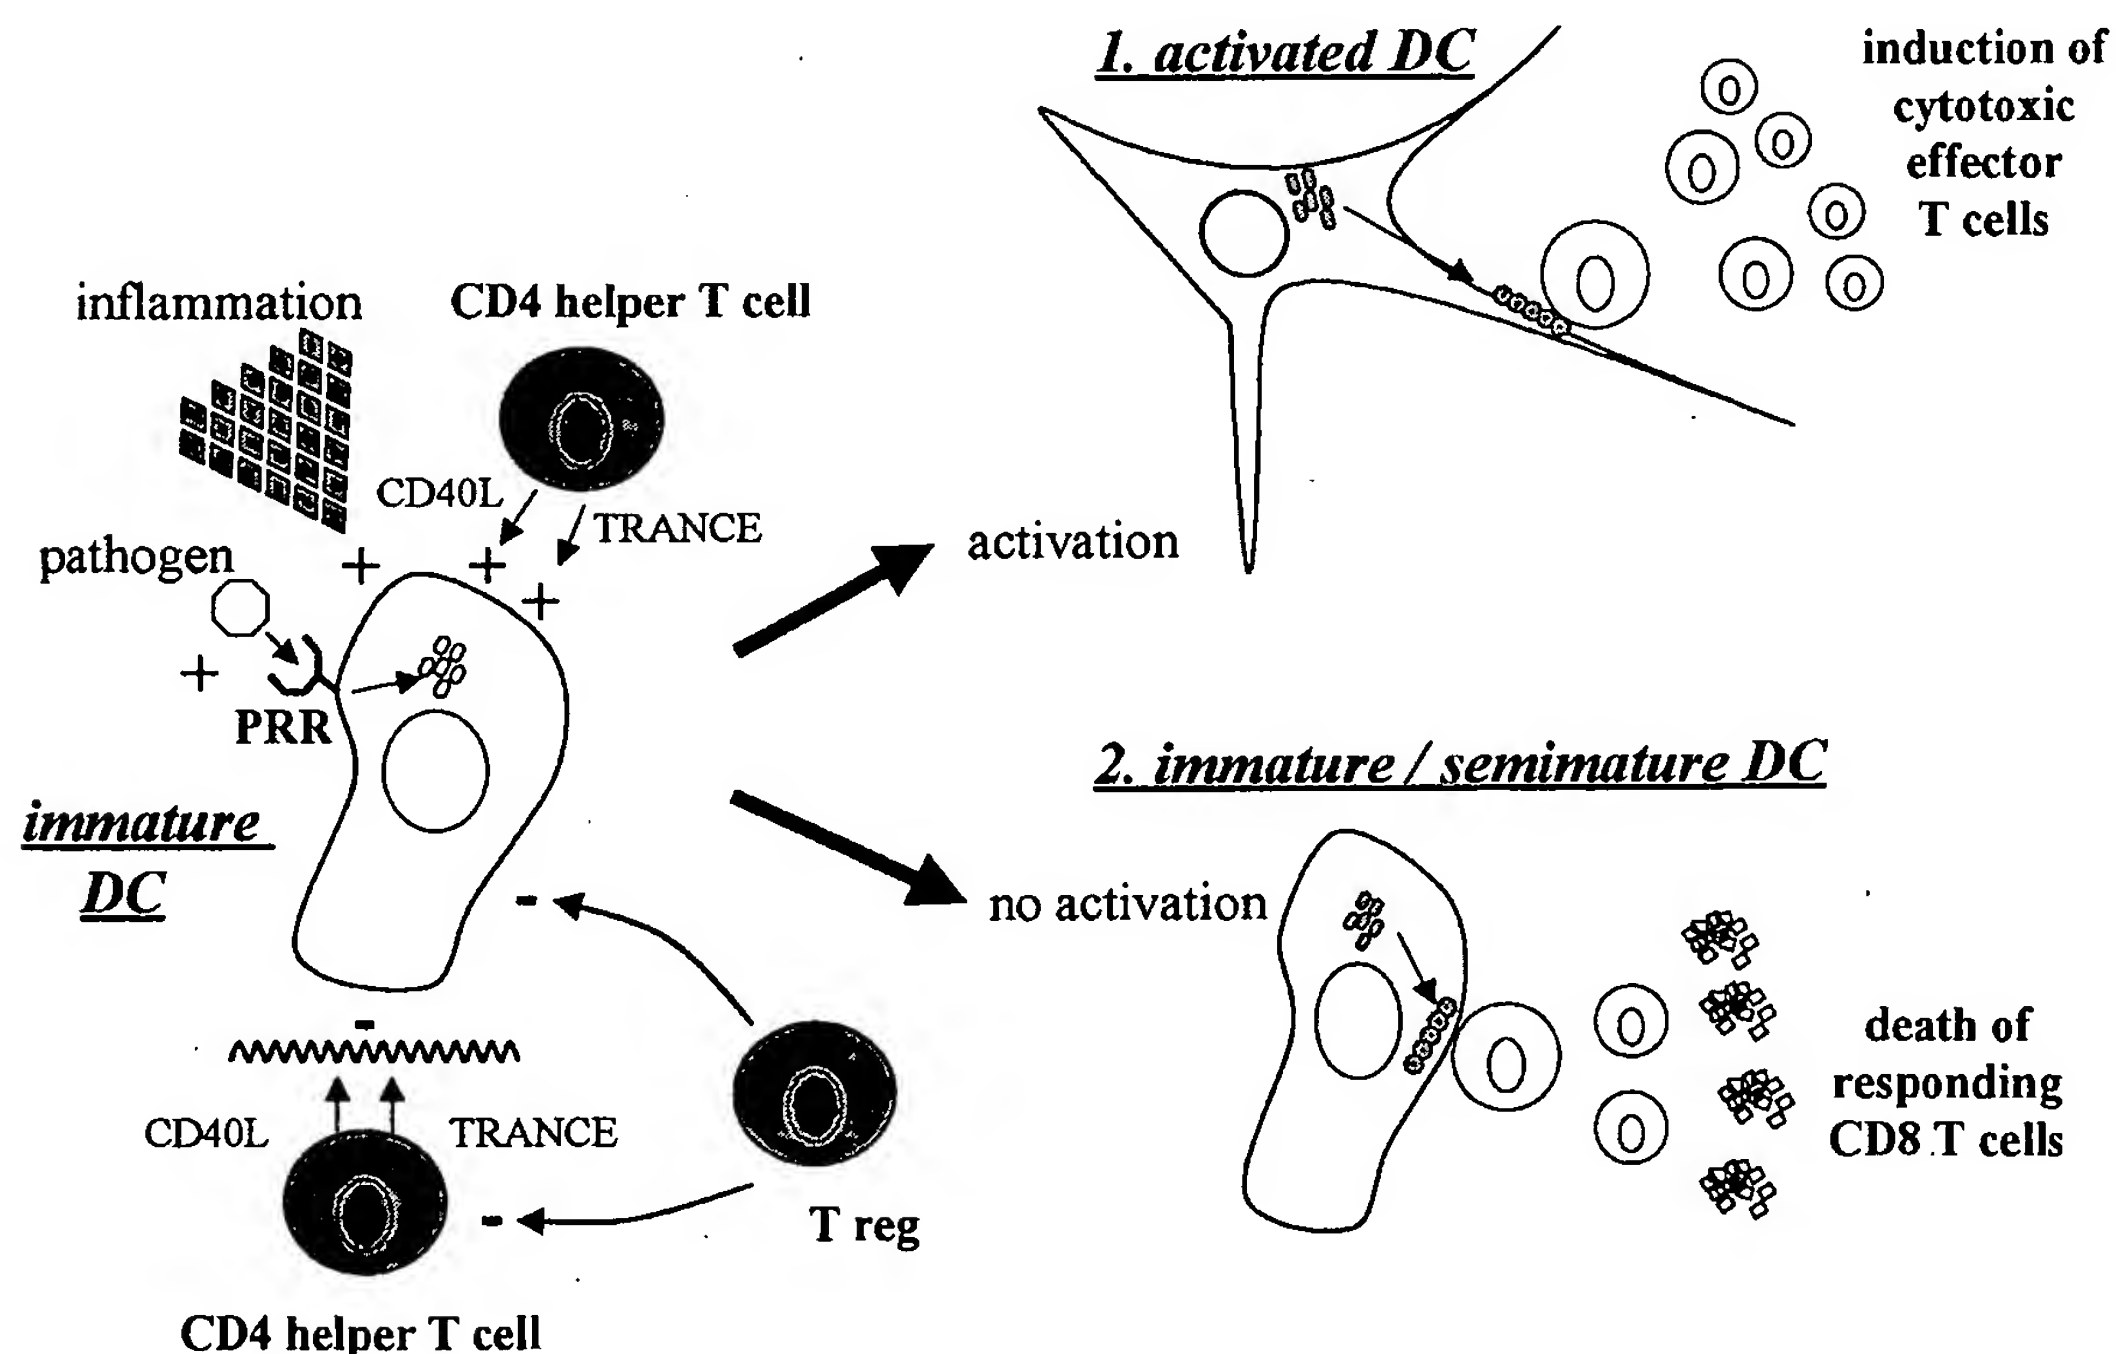 1. activated DC
induction of
cytotoxic
effector
T cells
inflammation
CD4 helper T cell
CD40L
TRANCE
pathogen
+
+
+
+
PRR
activation
immature
DC
2. immature / semimature DC
-
no activation
-
CD40L
TRANCE
-
T reg
CD4 helper T cell
death of
responding
CD8 T cells